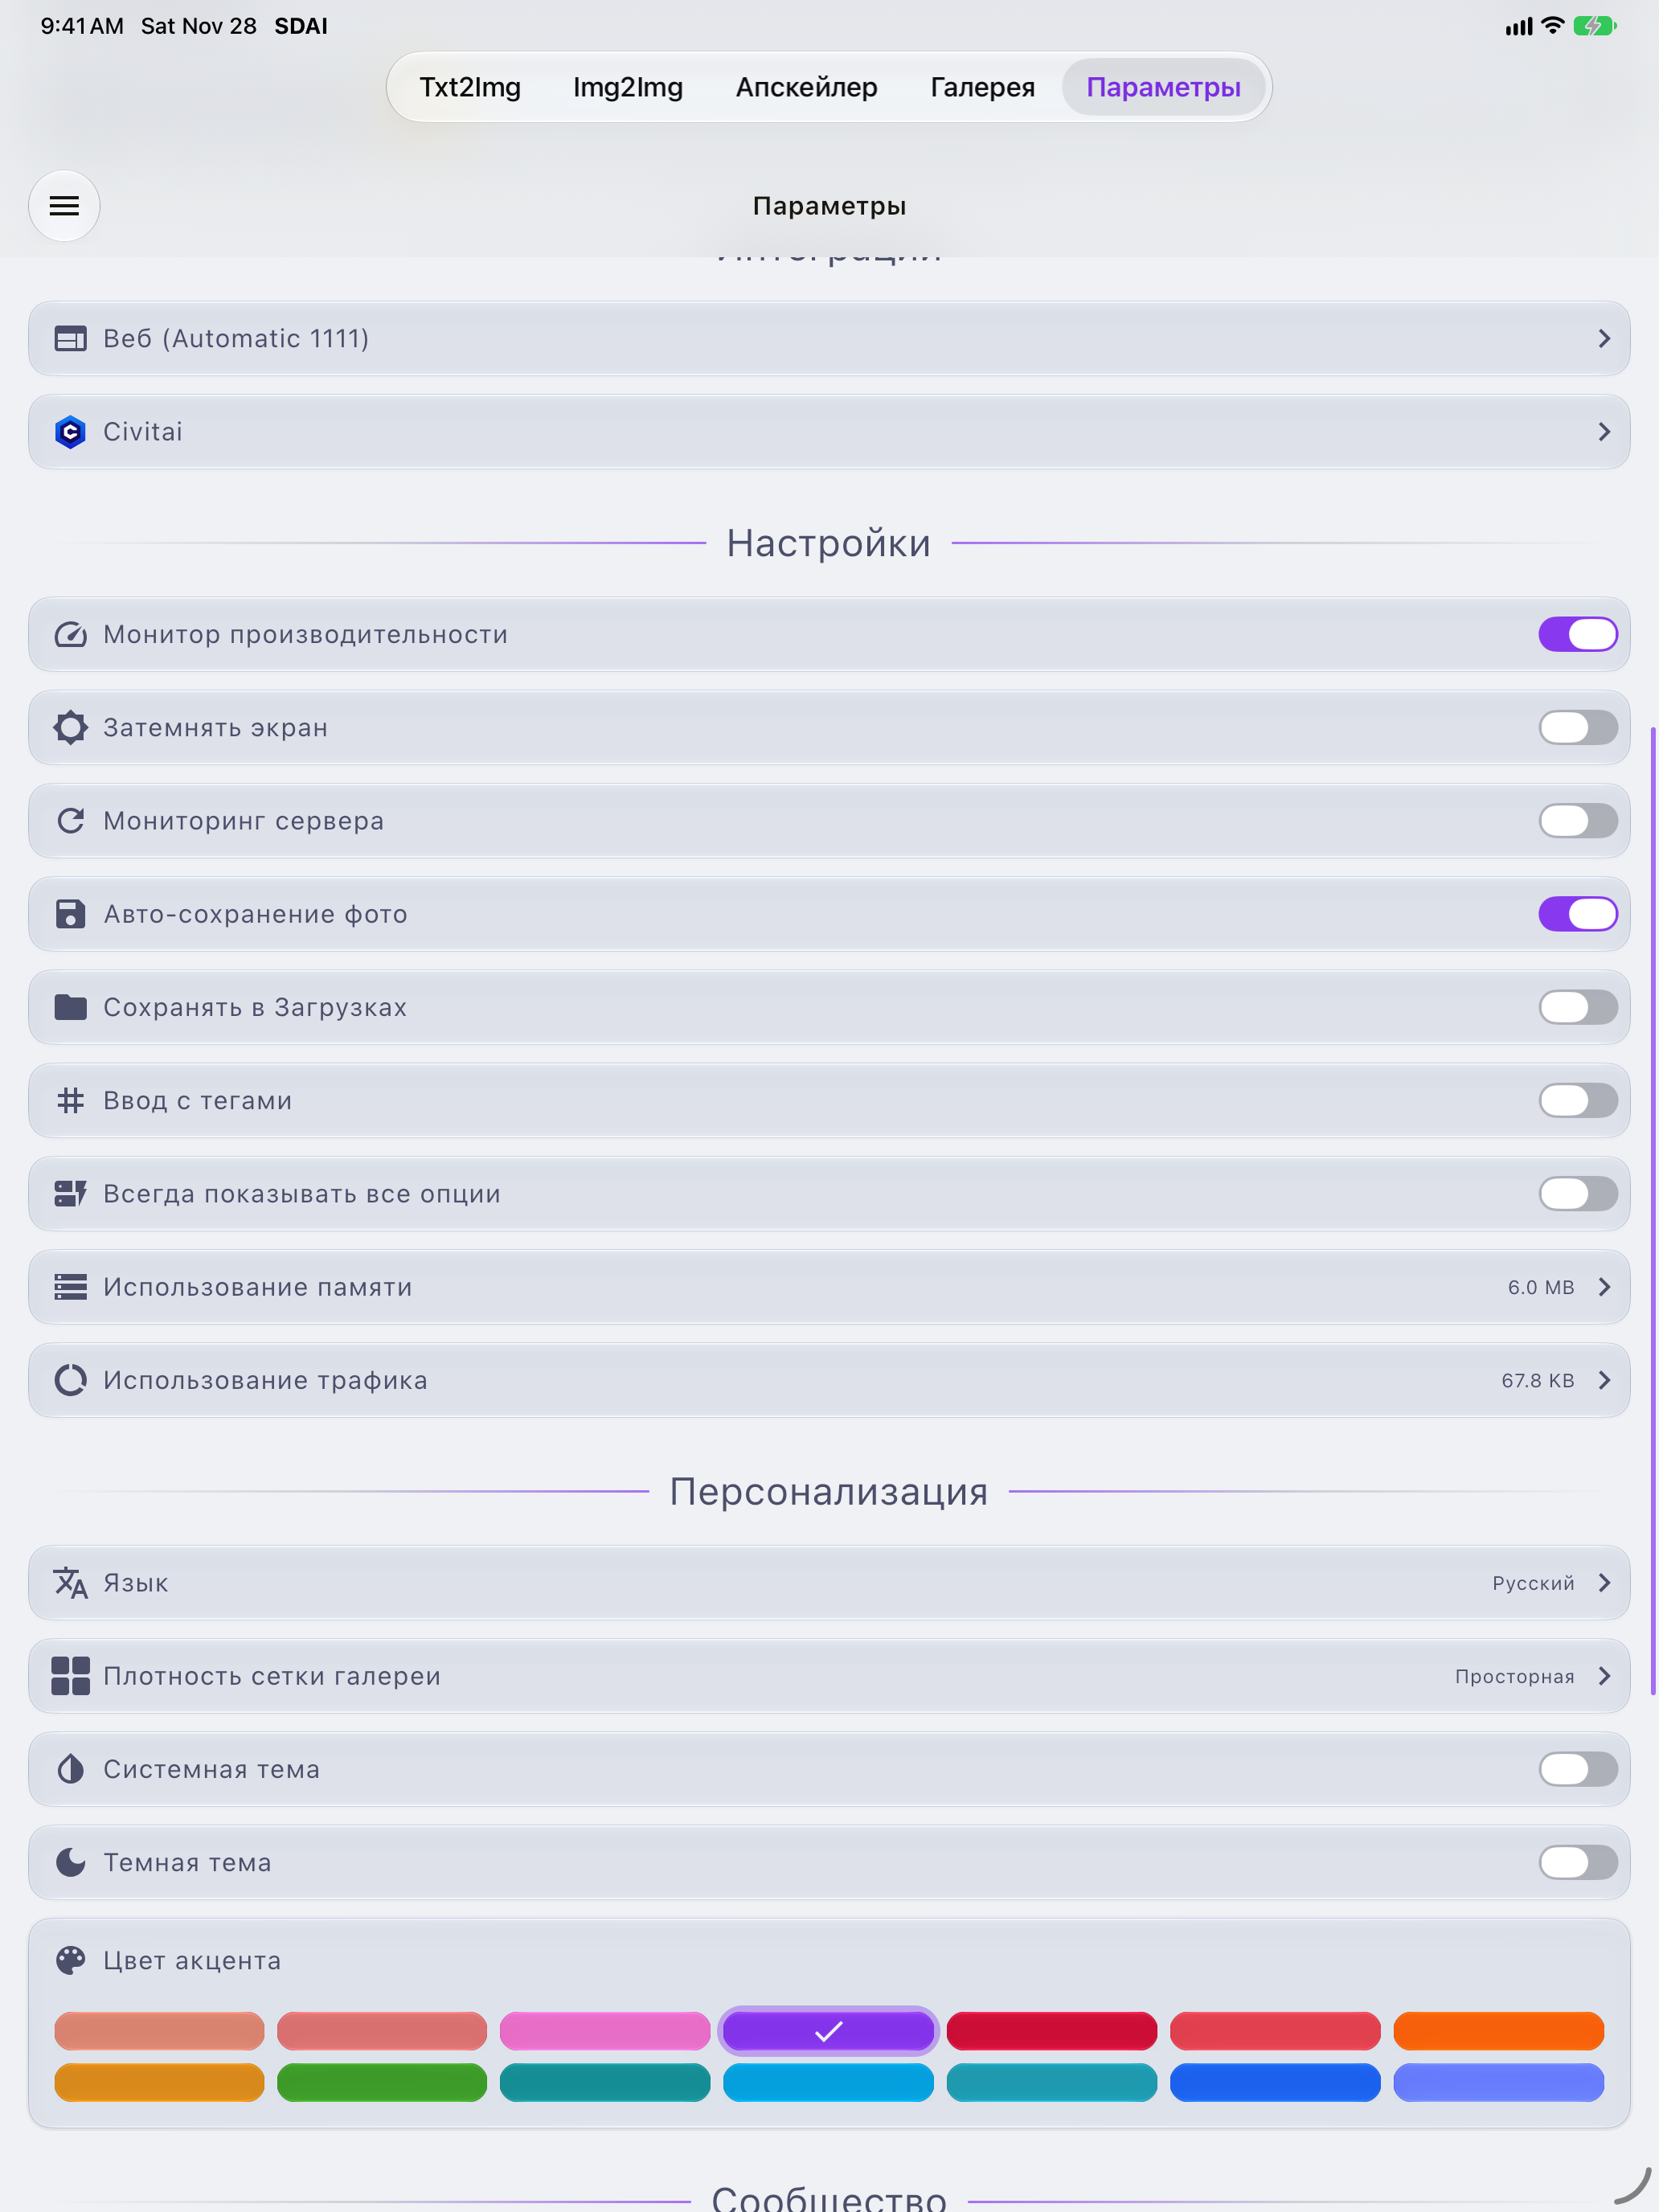 9:41 AM Sat Nov 28 SDAI
Txt2Img Img2Img Апскейлер Галерея Параметры
Параметры
Веб (Automatic 1111)
Civitai
Настройки
Монитор производительности
Затемнять экран
Мониторинг сервера
Авто-сохранение фото
Сохранять в Загрузках
Ввод с тегами
Всегда показывать все опции
Использование памяти 6.0 MB
Использование трафика 67.8 KB
Персонализация
Язык Русский
Плотность сетки галереи Просторная
Системная тема
Темная тема
Цвет акцента
Сообщество